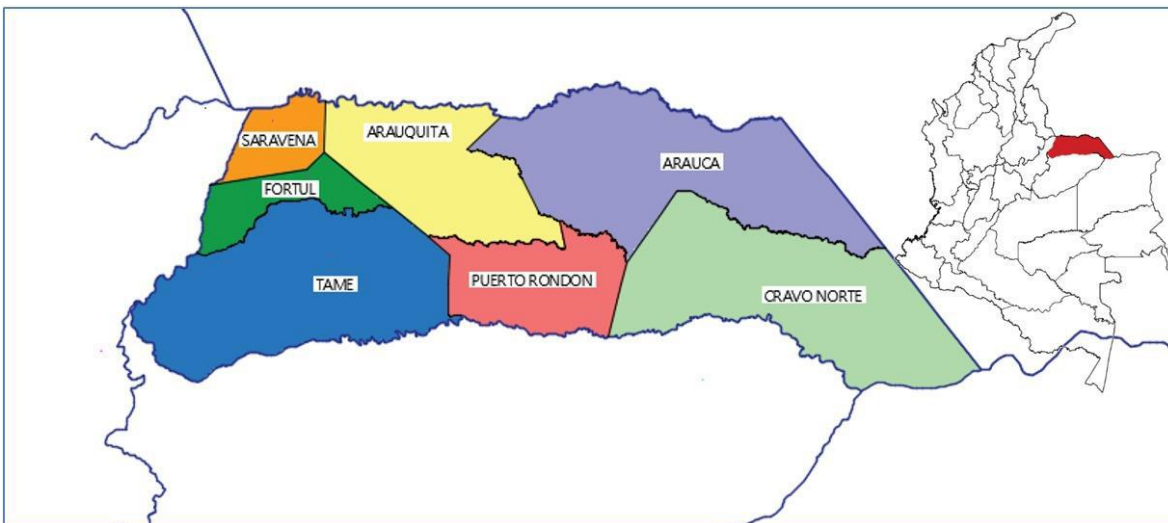 SARAVENA
ARAUQUITA
ARAUCA
FORTUL
TAME
PUERTO RONDON
CRAVO NORTE